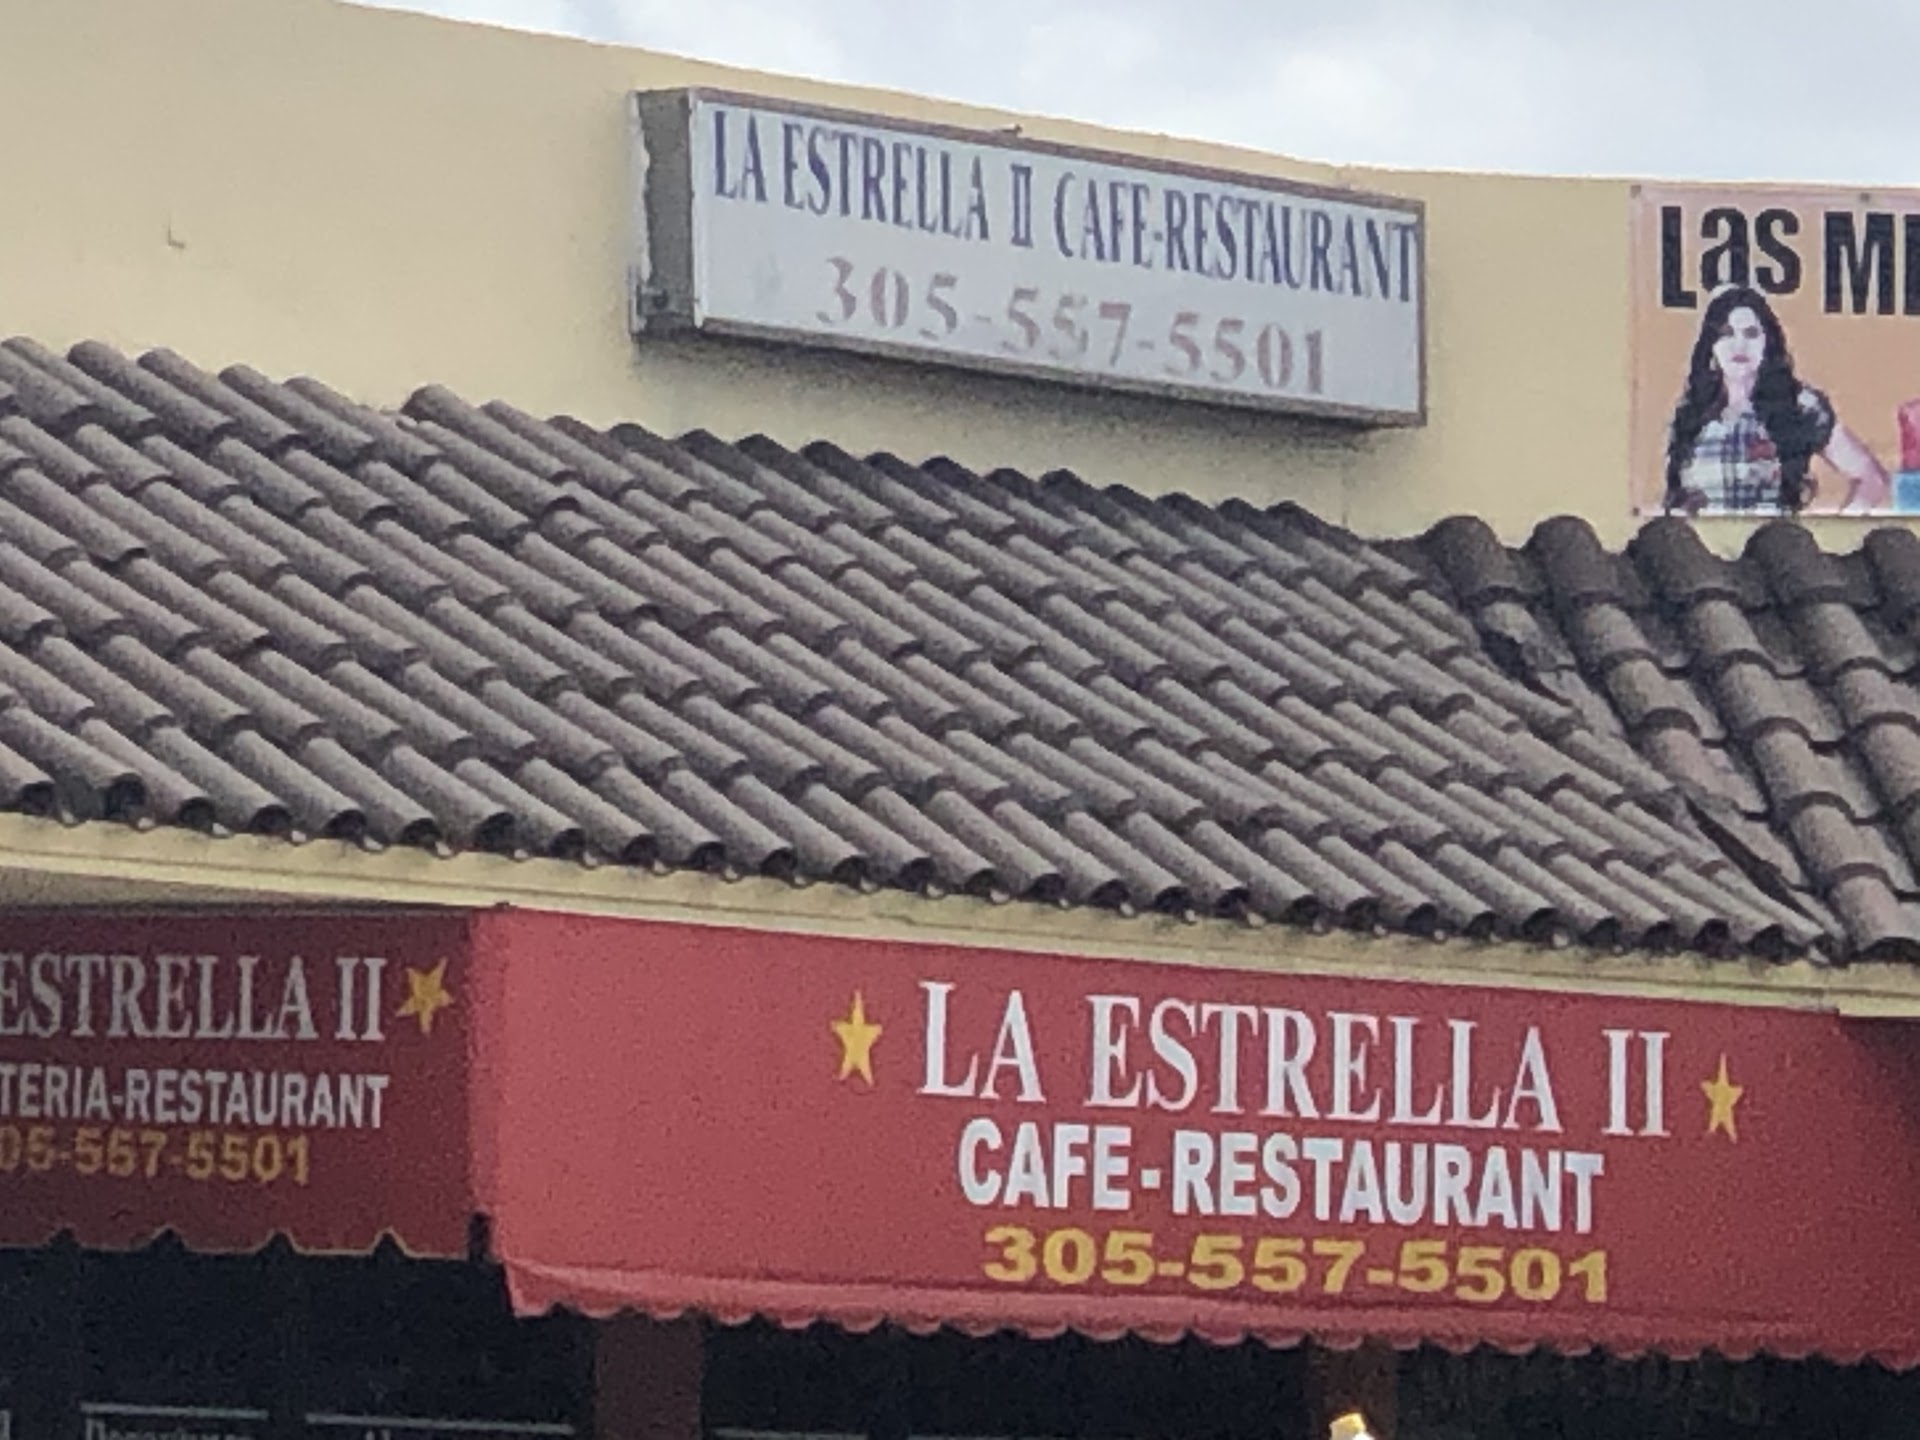 LA ESTRELLA II CAFE-RESTAURANT
305-557-5501
Las
ESTRELLA II
TERIA-RESTAURANT
05-557-5501
LA ESTRELLA II
CAFE-RESTAURANT
305-557-5501